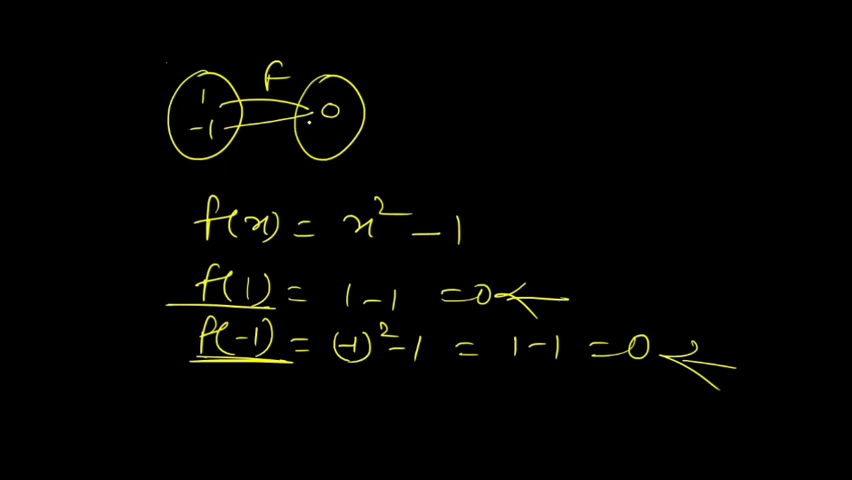 F
1
-1
0
f(x) = x² - 1
f(1) = 1 - 1 = 0
f(-1) = (-1)² - 1 = 1 - 1 = 0